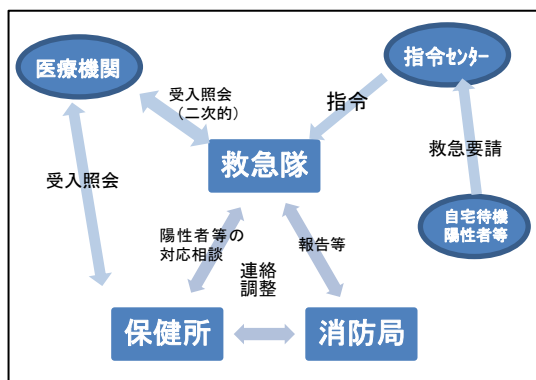 医療機関
指令センター
受入照会
(二次的)
指令
救急要請
救急隊
受入照会
自宅待機
陽性者等
陽性者等の
対応相談
報告等
連絡
調整
保健所
消防局